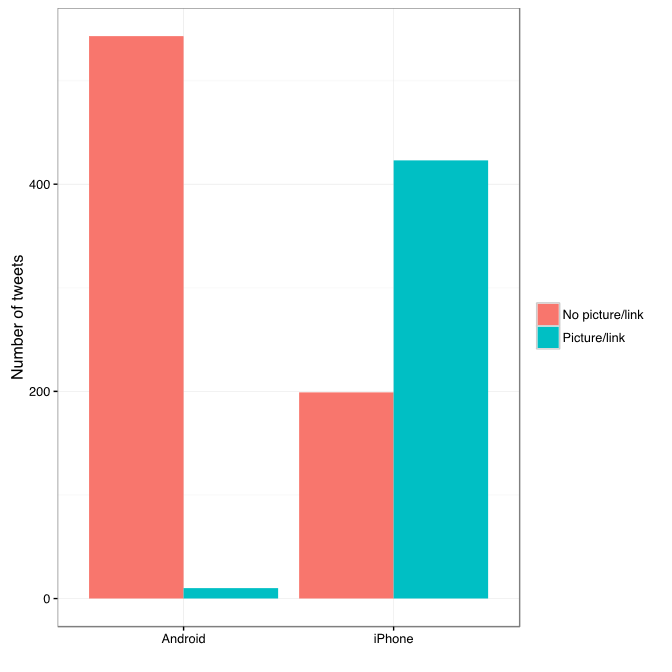 Number of tweets
400
200
0
Android
iPhone
No picture/link
Picture/link